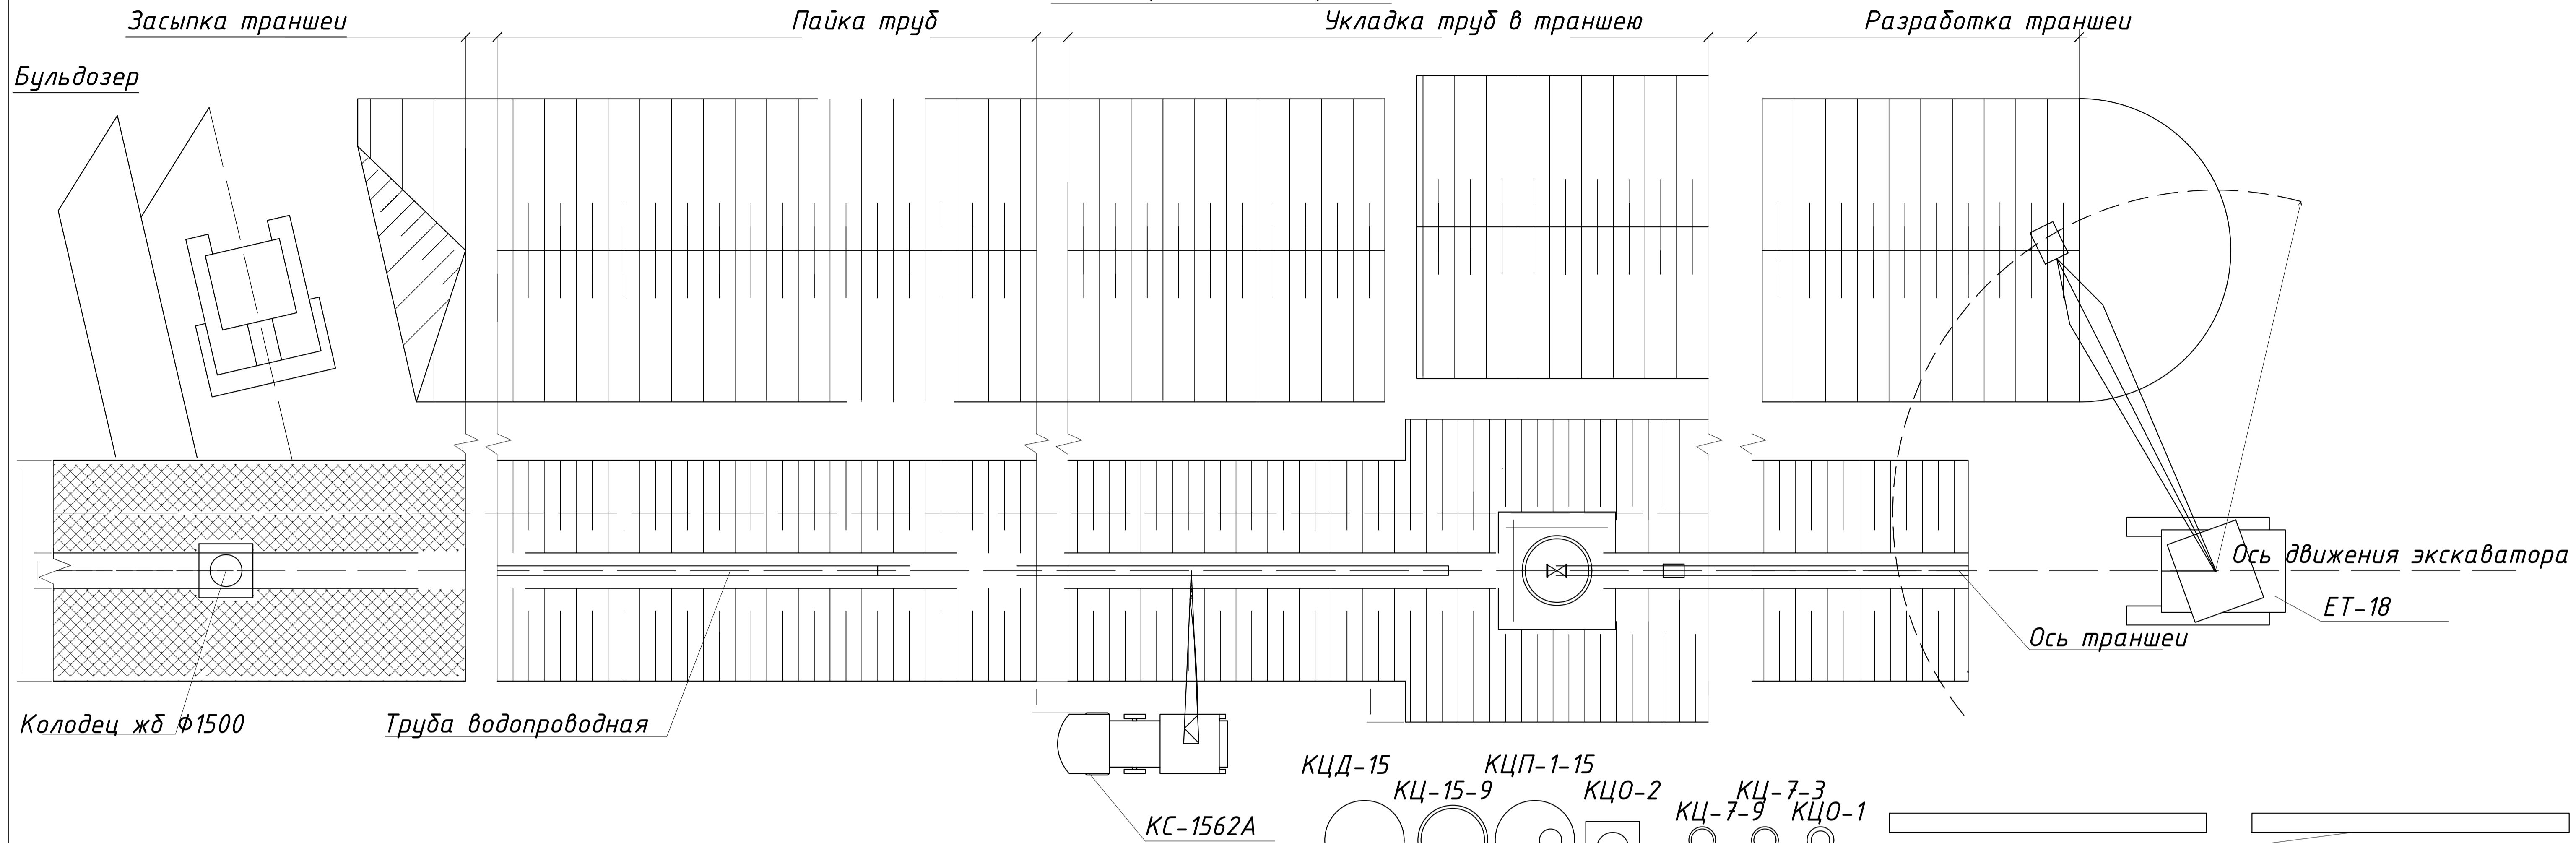 Засыпка траншеи
Пайка труб
Укладка труб в траншею
Разработка траншеи
Бульдозер
Ось движения экскаватора
ЕТ-18
Ось траншеи
Колодец жб Ф1500
Труба водопроводная
КЦД-15
КЦП-1-15
КЦ-15-9
КЦО-2
КЦ-7-3
КЦ-7-9
КЦО-1
КС-1562А